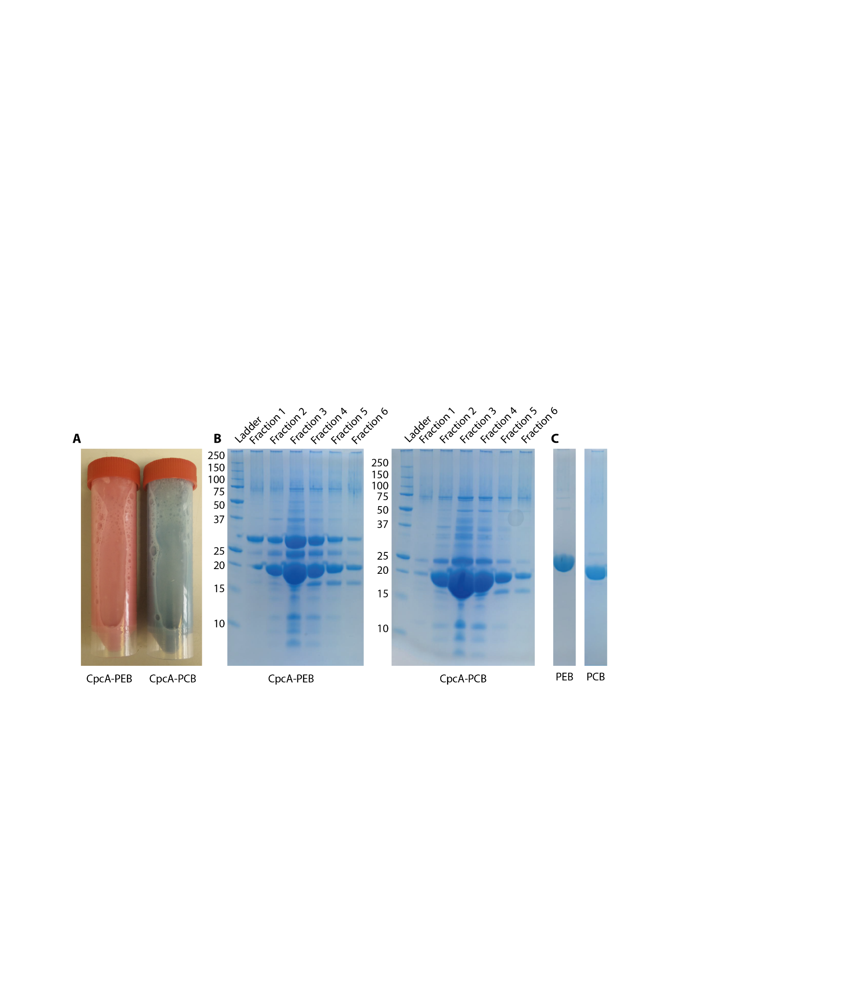 A
B
C
Ladder
Fraction 1
Fraction 2
Fraction 3
Fraction 4
Fraction 5
Fraction 6
Ladder
Fraction 1
Fraction 2
Fraction 3
Fraction 4
Fraction 5
Fraction 6
250
150
100
75
50
37
25
20
15
10
250
150
100
75
50
37
25
20
15
10
CpcA-PEB
CpcA-PCB
CpcA-PEB
CpcA-PCB
PEB
PCB